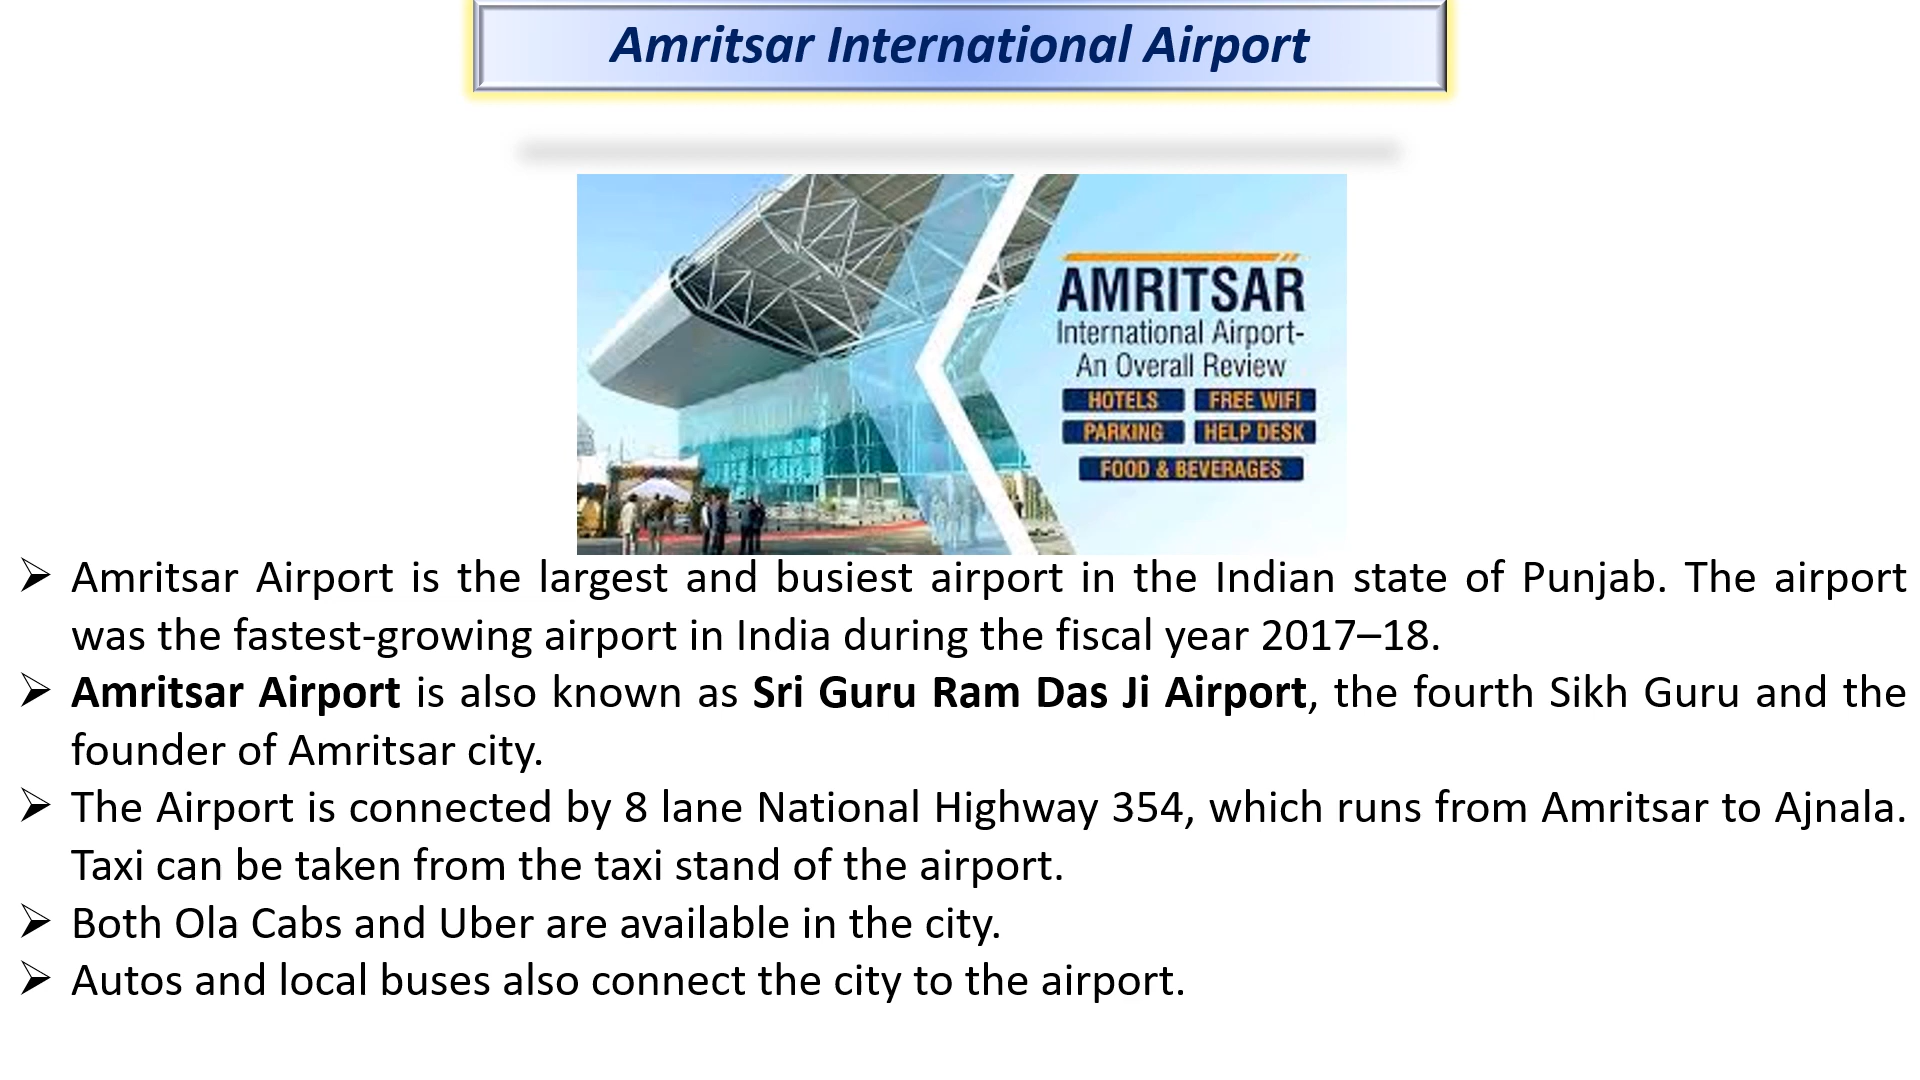 Amritsar International Airport
AMRITSAR
International Airport-
An Overall Review
HOTELS FREE WIFI
PARKING HELP DESK
FOOD & BEVERAGES
➢ Amritsar Airport is the largest and busiest airport in the Indian state of Punjab. The airport
was the fastest-growing airport in India during the fiscal year 2017–18.
➢ Amritsar Airport is also known as Sri Guru Ram Das Ji Airport, the fourth Sikh Guru and the
founder of Amritsar city.
➢ The Airport is connected by 8 lane National Highway 354, which runs from Amritsar to Ajnala.
Taxi can be taken from the taxi stand of the airport.
➢ Both Ola Cabs and Uber are available in the city.
➢ Autos and local buses also connect the city to the airport.